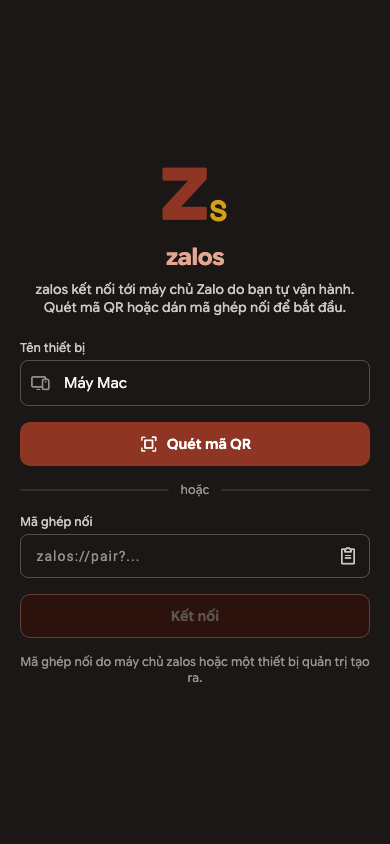 Zs
zalos
zalos kết nối tới máy chủ Zalo do bạn tự vận hành.
Quét mã QR hoặc dán mã ghép nối để bắt đầu.
Tên thiết bị
Máy Mac
Quét mã QR
hoặc
Mã ghép nối
zalos://pair?...
Kết nối
Mã ghép nối do máy chủ zalos hoặc một thiết bị quản trị tạo
ra.